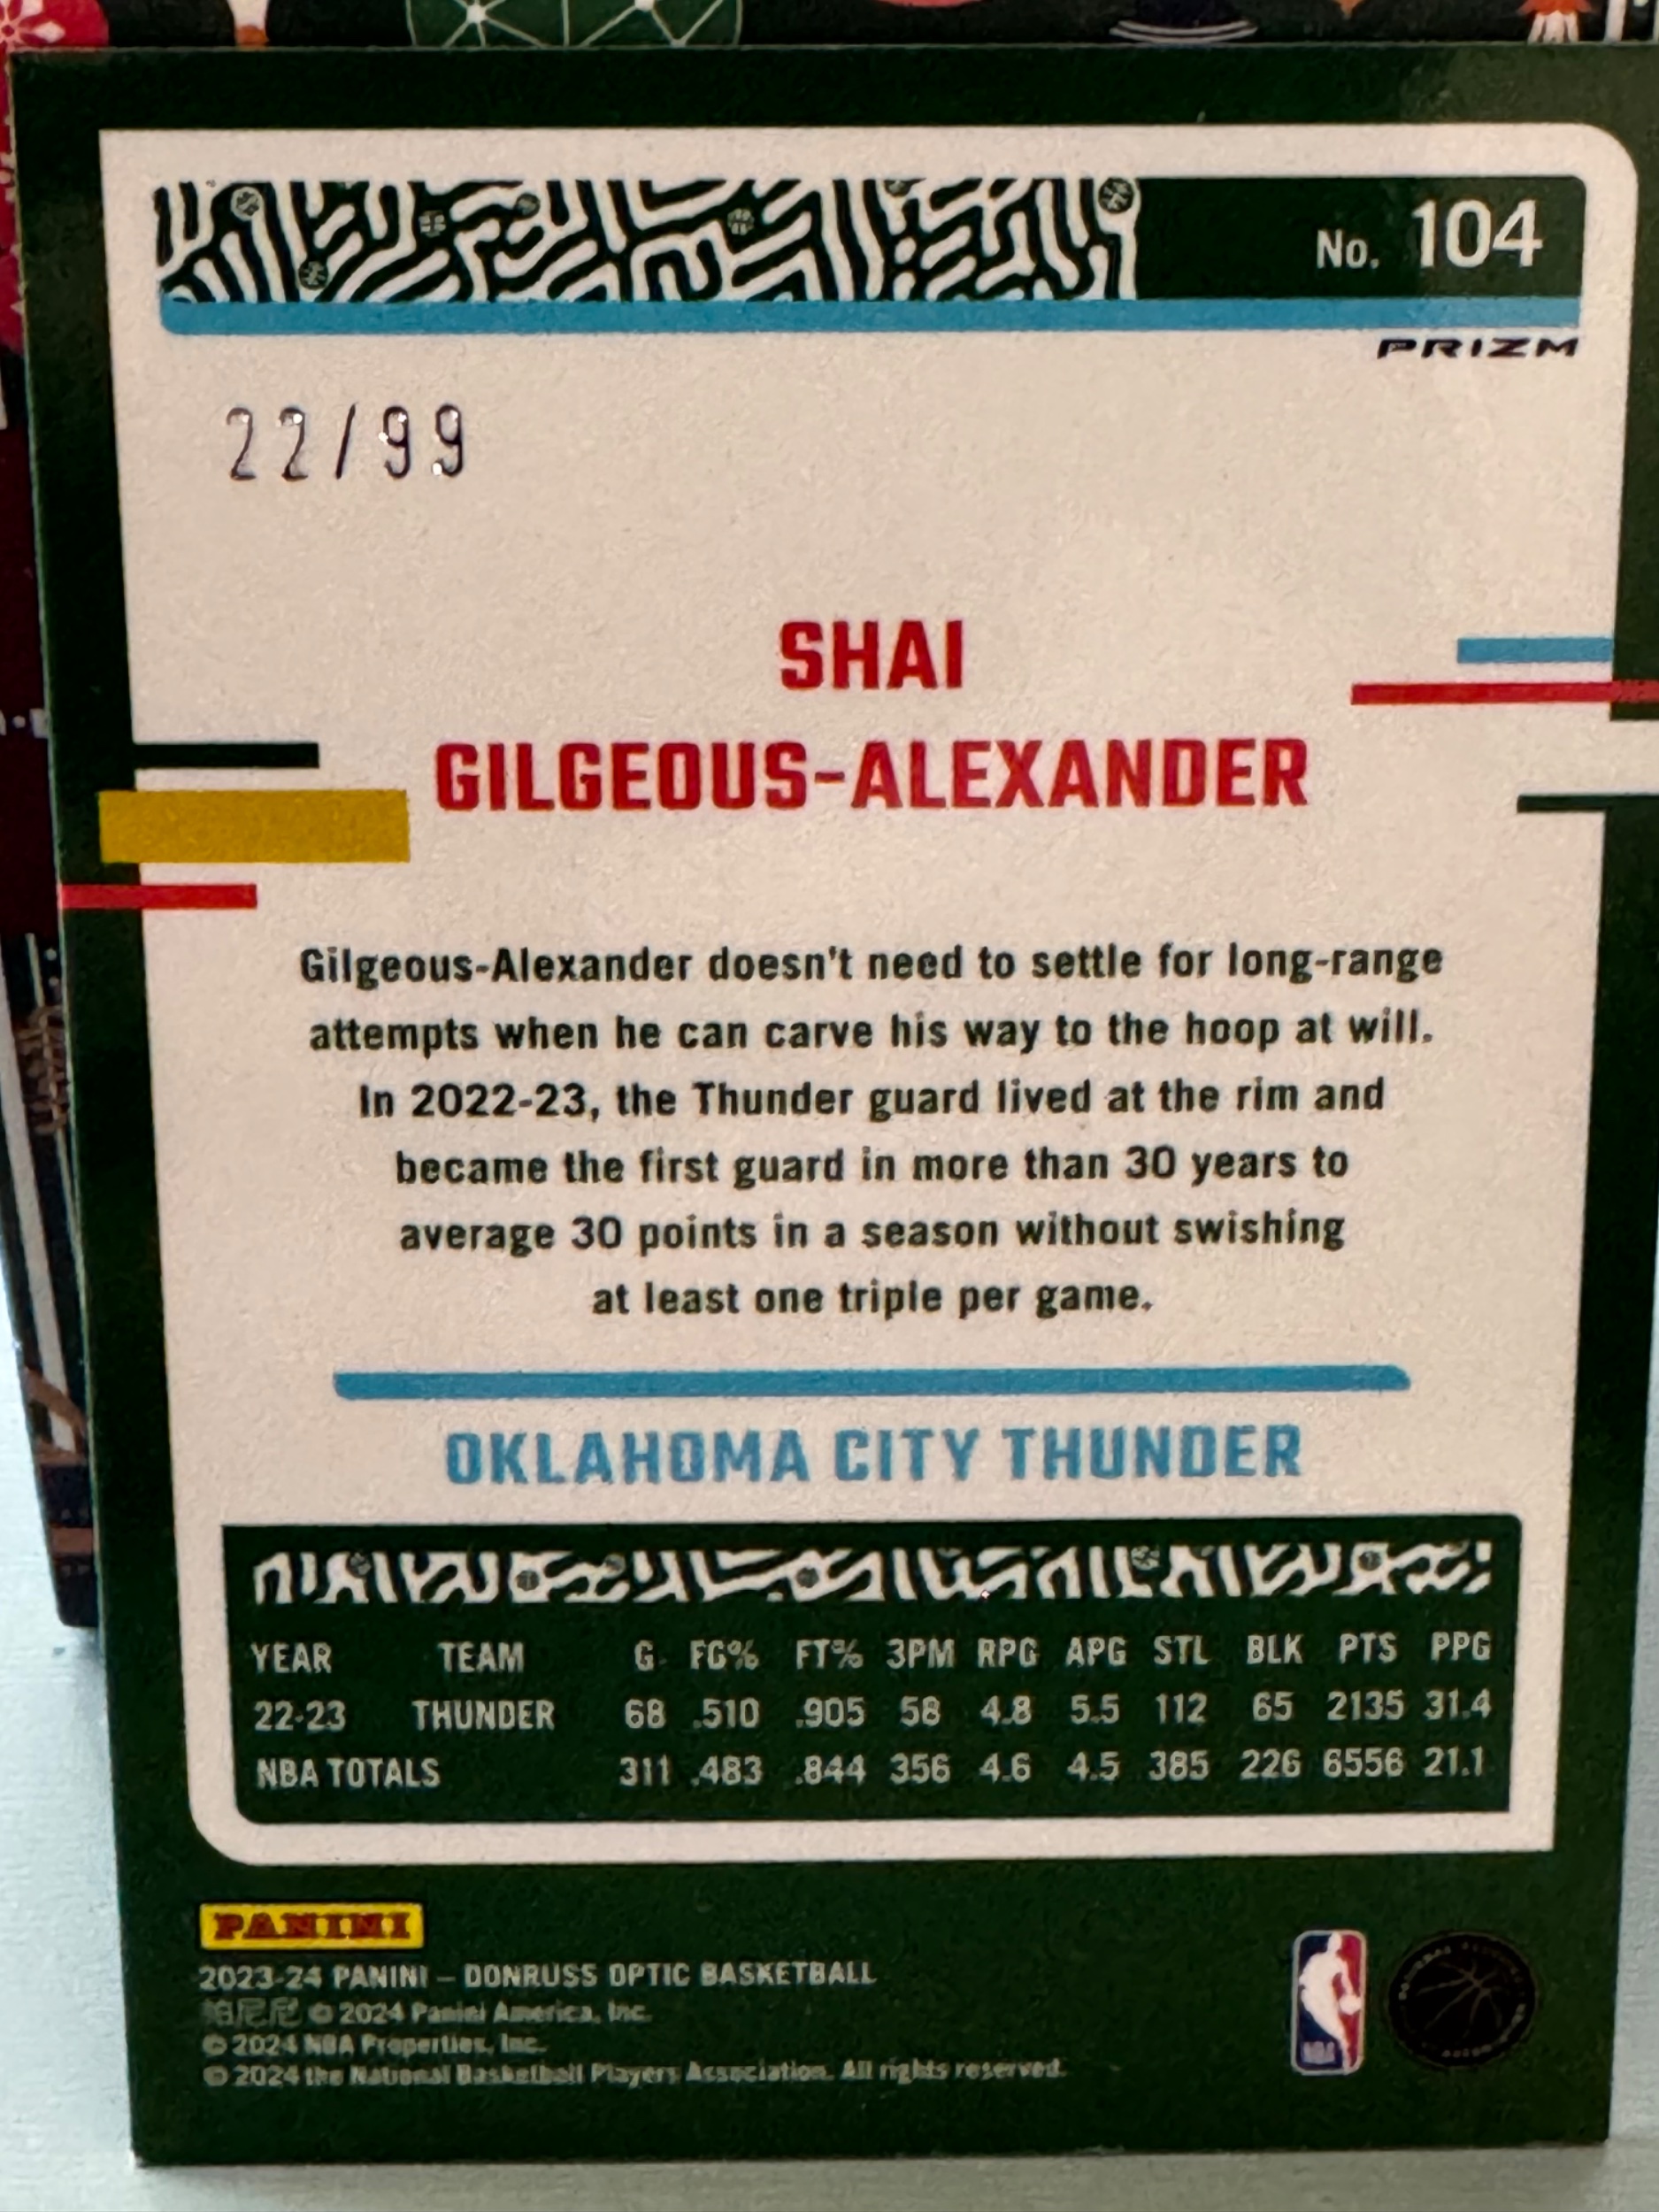 No. 104
PRIZM
22/99
SHAI
GILGEOUS-ALEXANDER
Gilgeous-Alexander doesn't need to settle for long-range
attempts when he can carve his way to the hoop at will.
In 2022-23, the Thunder guard lived at the rim and
became the first guard in more than 30 years to
average 30 points in a season without swishing
at least one triple per game.
OKLAHOMA CITY THUNDER
YEAR TEAM G FG% FT% 3PM RPG APG STL BLK PTS PPG
22-23 THUNDER 68 .510 .905 58 4.8 5.5 112 65 2135 31.4
NBA TOTALS 311 .483 .844 356 4.6 4.5 385 226 6556 21.1
PANINI
2023-24 PANINI – DONRUSS OPTIC BASKETBALL
帕尼尼 © 2024 Panini America, Inc.
© 2024 NBA Properties, Inc.
© 2024 the National Basketball Players Association. All rights reserved.
NBA